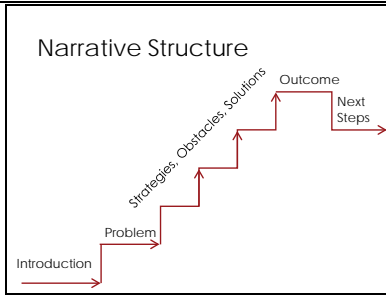 Narrative Structure
Introduction
Problem
Strategies, Obstacles, Solutions
Outcome
Next
Steps